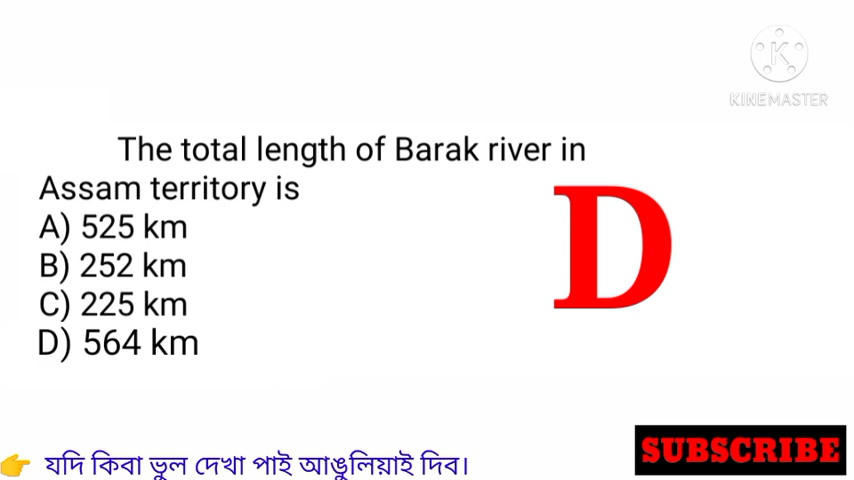 KINEMASTER
The total length of Barak river in
Assam territory is
A) 525 km
B) 252 km
C) 225 km
D) 564 km
D
👉 যদি কিবা ভুল দেখা পাই আঙুলিয়াই দিব।
SUBSCRIBE